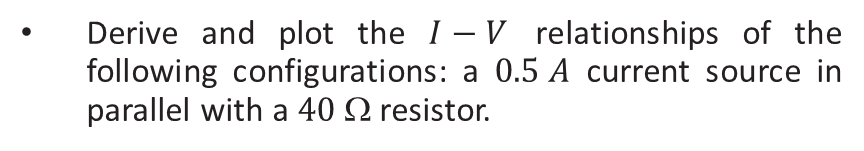 • Derive and plot the I − V relationships of the
following configurations: a 0.5 A current source in
parallel with a 40 Ω resistor.